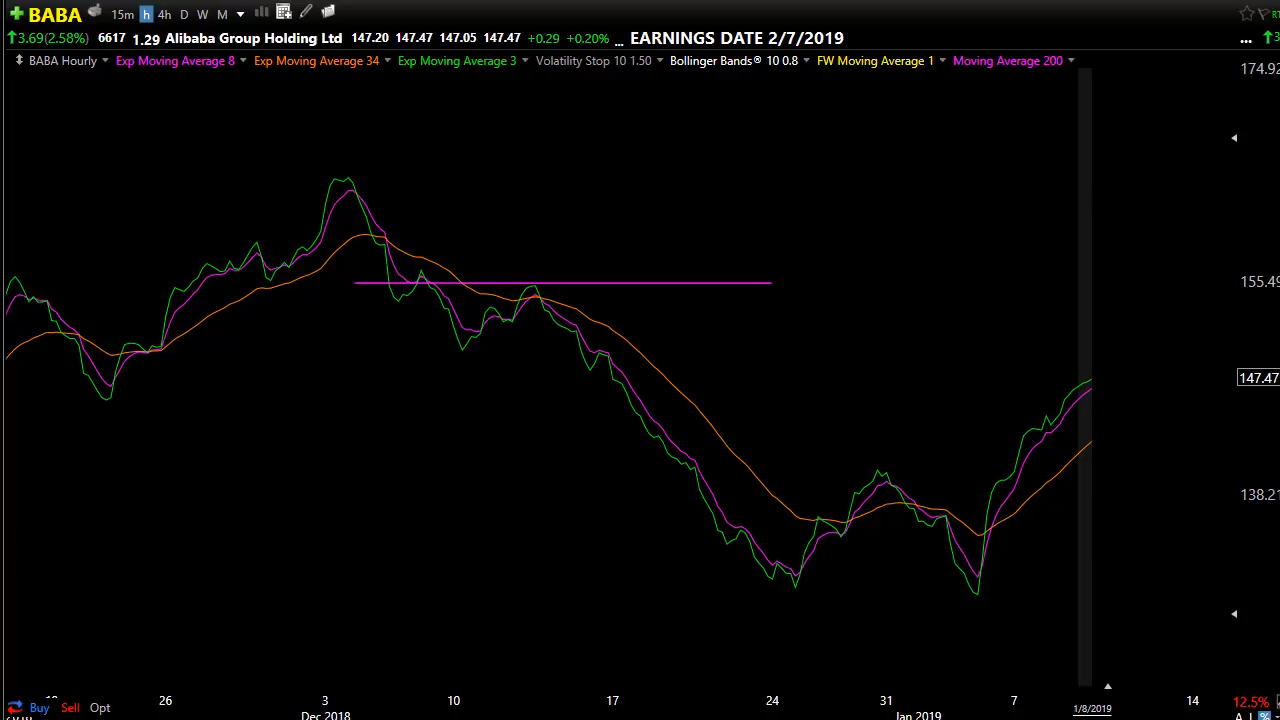 BABA 15m h 4h D W M
3.69(2.58%) 6617 1.29 Alibaba Group Holding Ltd 147.20 147.47 147.05 147.47 +0.29 +0.20% ... EARNINGS DATE 2/7/2019 ...
BABA Hourly Exp Moving Average 8 Exp Moving Average 34 Exp Moving Average 3 Volatility Stop 10 1.50 Bollinger Bands® 10 0.8 FW Moving Average 1 Moving Average 200
174.92
155.49
147.47
138.21
26 3 10 17 24 31 7 14 12.5%
Buy Sell Opt 1/8/2019
Dec 2018 Jan 2019 %